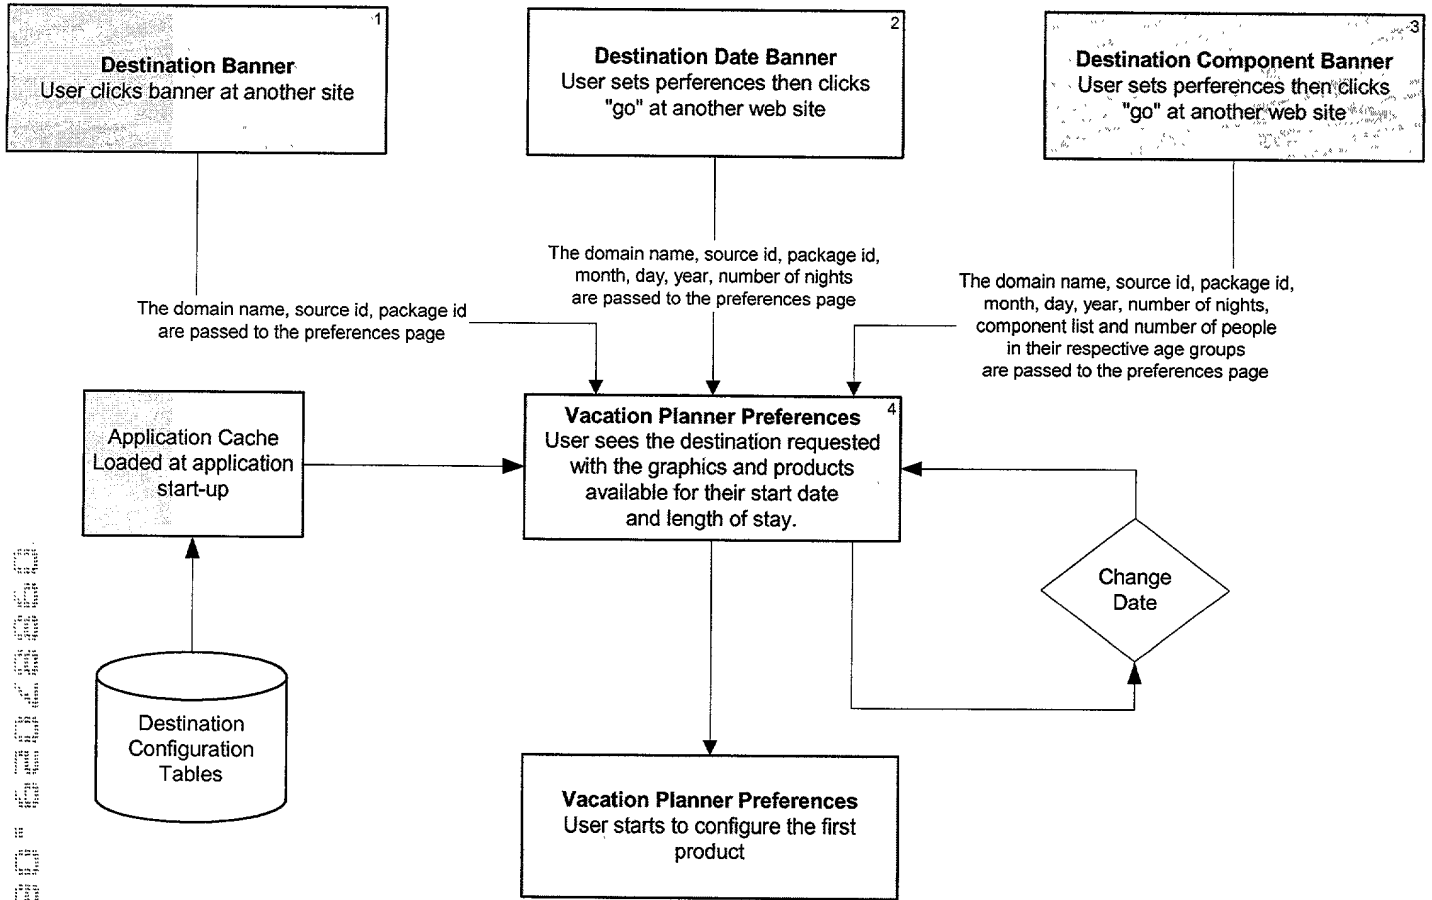 1
Destination Banner
User clicks banner at another site
2
Destination Date Banner
User sets perferences then clicks
"go" at another web site
3
Destination Component Banner
User sets perferences then clicks
"go" at another web site
The domain name, source id, package id
are passed to the preferences page
The domain name, source id, package id,
month, day, year, number of nights
are passed to the preferences page
The domain name, source id, package id,
month, day, year, number of nights,
component list and number of people
in their respective age groups
are passed to the preferences page
Application Cache
Loaded at application
start-up
4
Vacation Planner Preferences
User sees the destination requested
with the graphics and products
available for their start date
and length of stay.
Change
Date
Destination
Configuration
Tables
Vacation Planner Preferences
User starts to configure the first
product